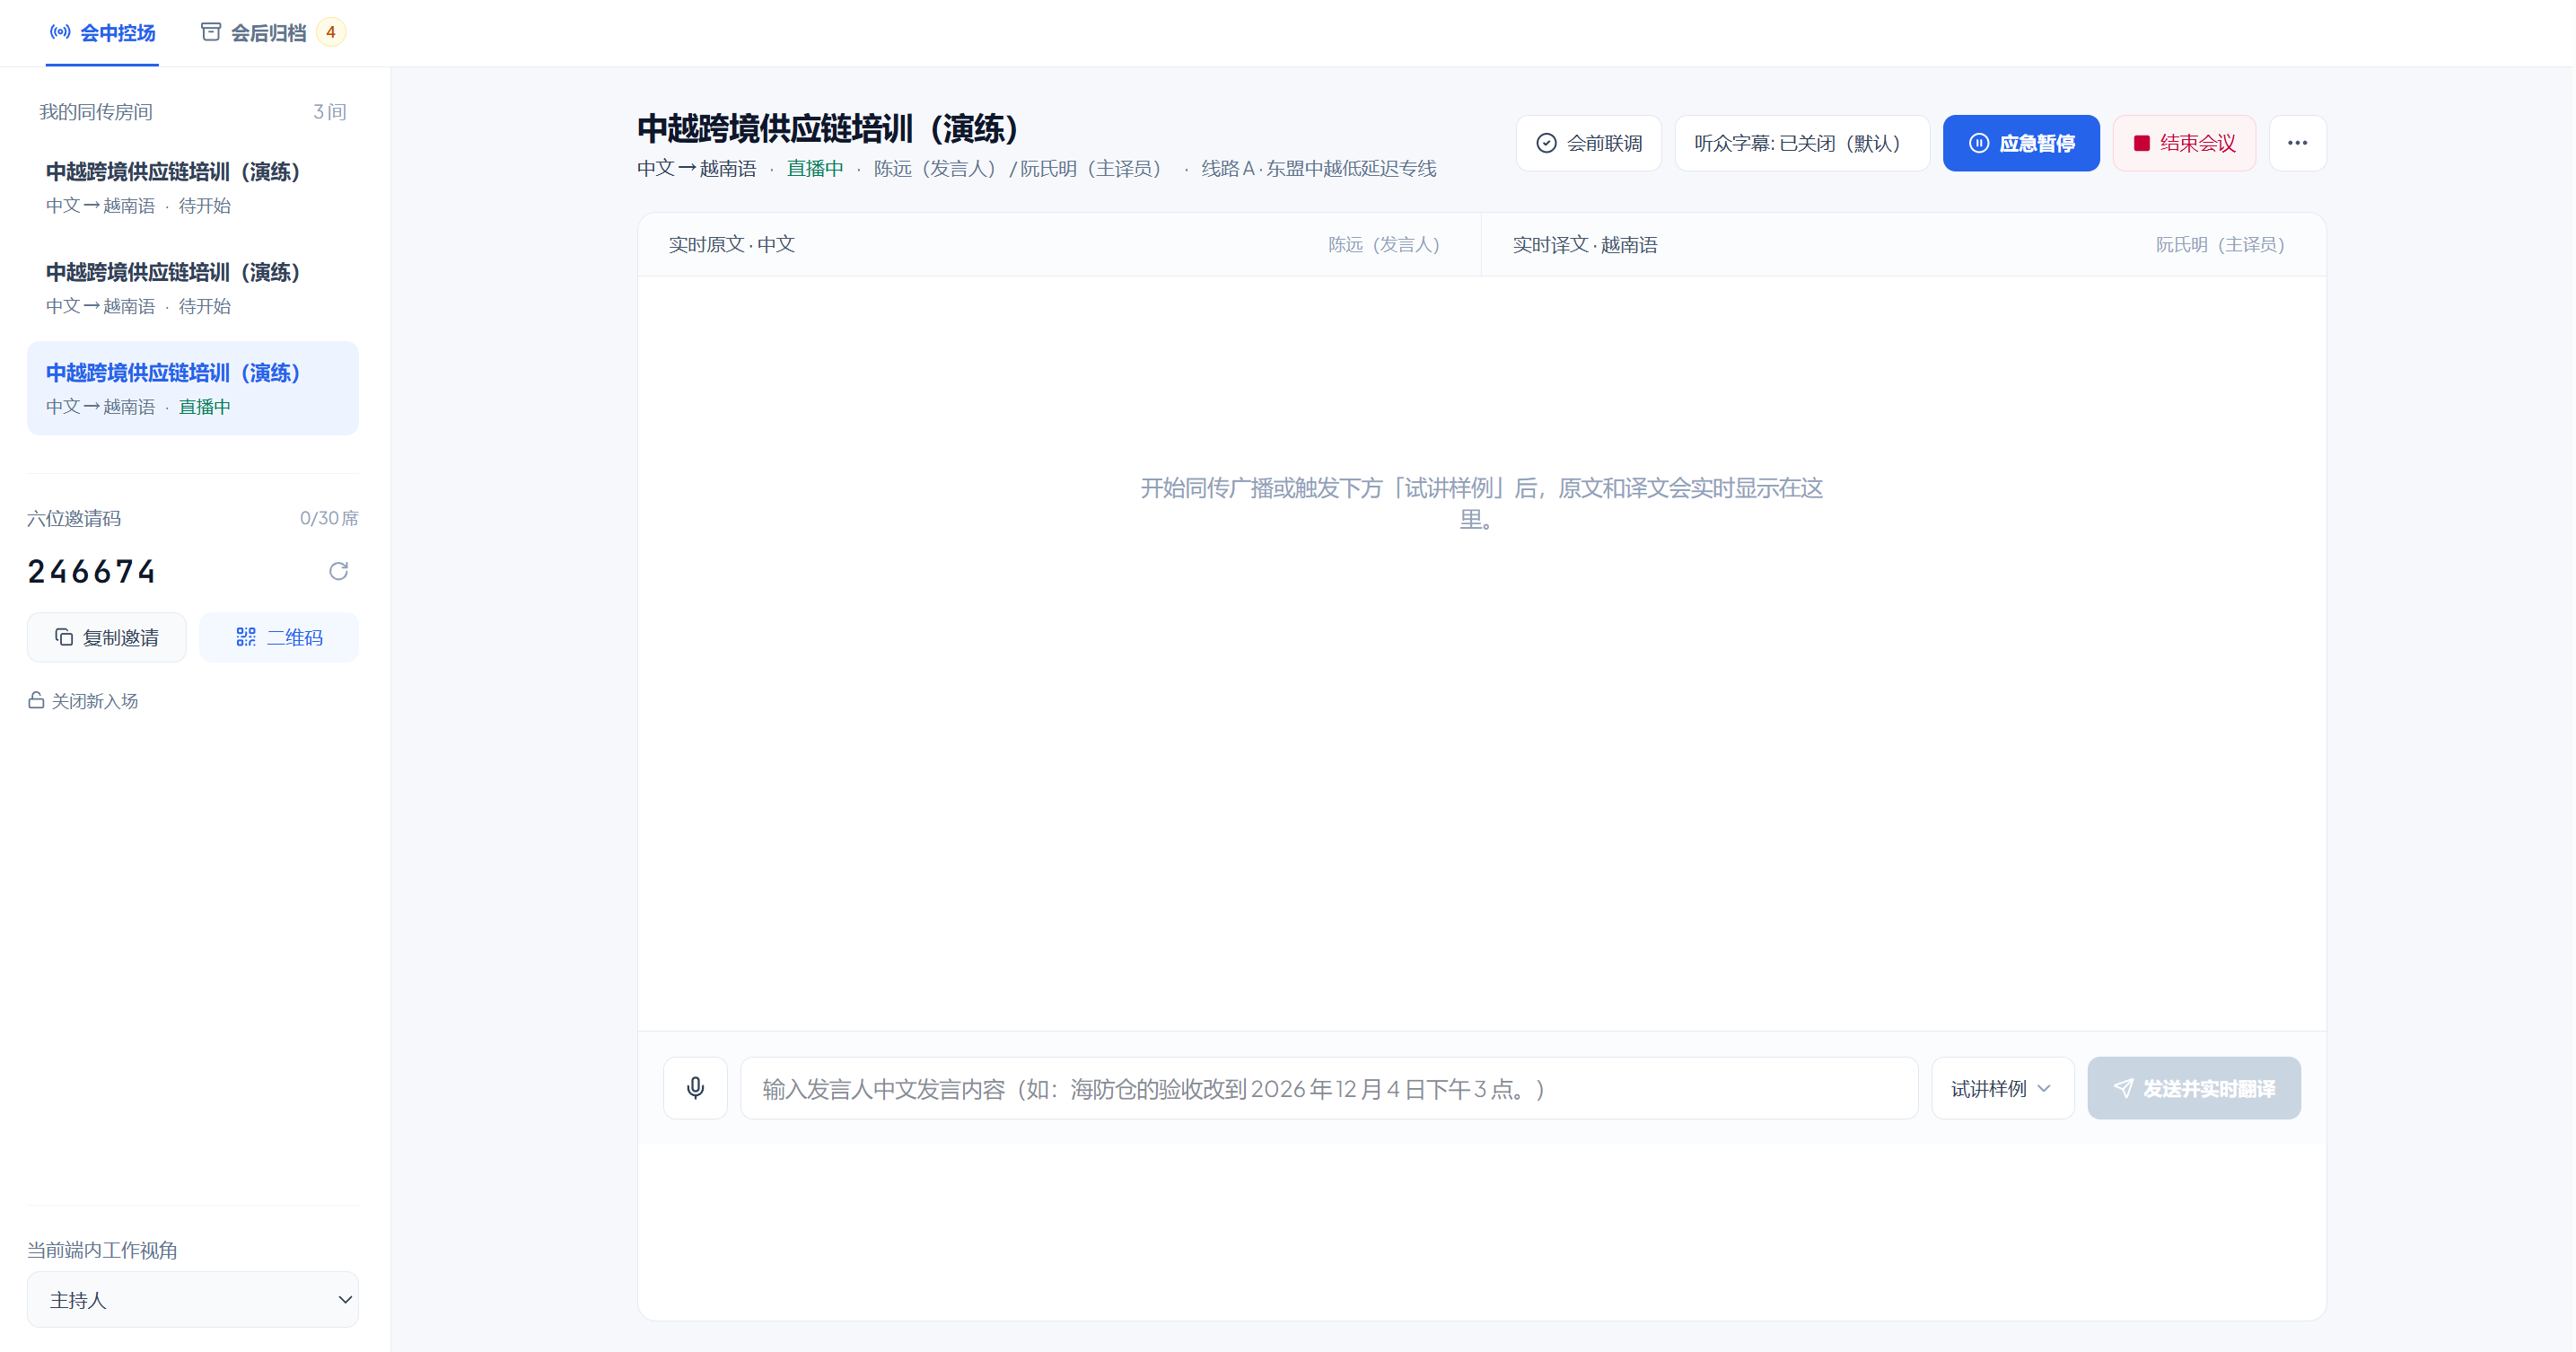 会中控场
会后归档 4
我的同传房间 3 间
中越跨境供应链培训（演练）
中文→越南语 · 待开始
中越跨境供应链培训（演练）
中文→越南语 · 待开始
中越跨境供应链培训（演练）
中文→越南语 · 直播中
六位邀请码 0/30 席
246674
复制邀请
二维码
关闭新入场
当前端内工作视角
主持人
中越跨境供应链培训（演练）
中文→越南语 · 直播中 · 陈远（发言人）/ 阮氏明（主译员） · 线路 A · 东盟中越低延迟专线
会前联调
听众字幕: 已关闭（默认）
应急暂停
结束会议
实时原文 · 中文 陈远（发言人）
实时译文 · 越南语 阮氏明（主译员）
开始同传广播或触发下方「试讲样例」后，原文和译文会实时显示在这
里。
输入发言人中文发言内容（如：海防仓的验收改到 2026 年 12 月 4 日下午 3 点。）
试讲样例
发送并实时翻译